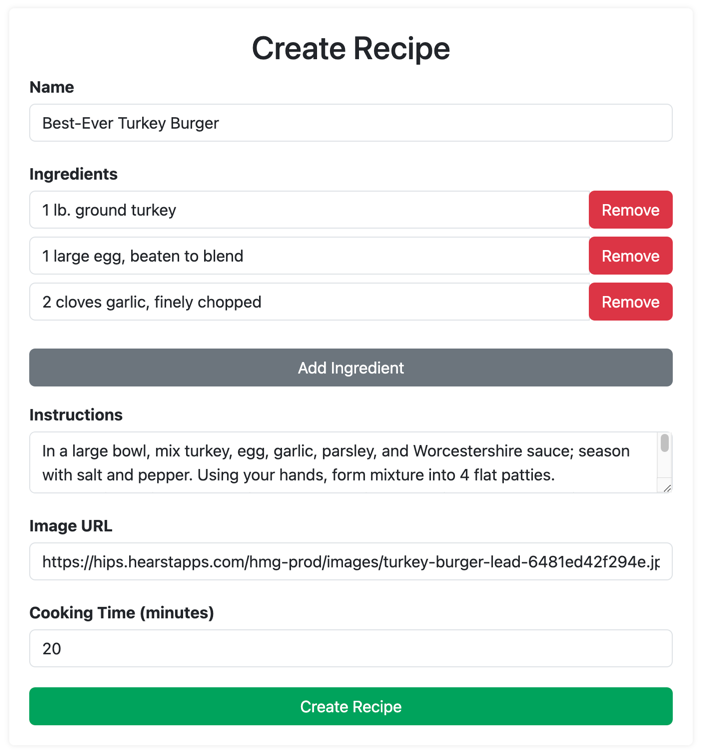 Create Recipe
Name
Best-Ever Turkey Burger
Ingredients
1 lb. ground turkey
Remove
1 large egg, beaten to blend
Remove
2 cloves garlic, finely chopped
Remove
Add Ingredient
Instructions
In a large bowl, mix turkey, egg, garlic, parsley, and Worcestershire sauce; season
with salt and pepper. Using your hands, form mixture into 4 flat patties.
Image URL
https://hips.hearstapps.com/hmg-prod/images/turkey-burger-lead-6481ed42f294e.jp
Cooking Time (minutes)
20
Create Recipe